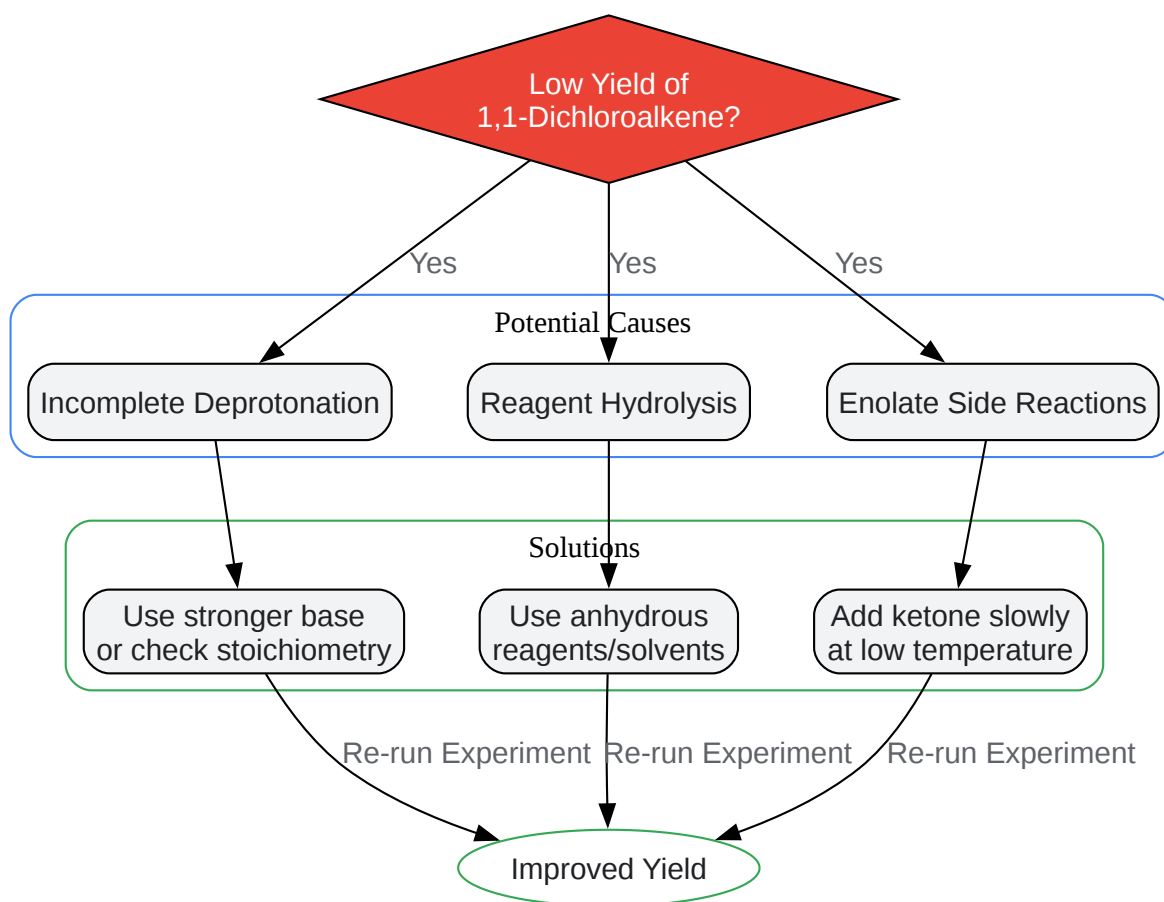 Low Yield of
1,1-Dichloroalkene?
Yes
Yes
Yes
Potential Causes
Incomplete Deprotonation
Reagent Hydrolysis
Enolate Side Reactions
Solutions
Use stronger base
or check stoichiometry
Use anhydrous
reagents/solvents
Add ketone slowly
at low temperature
Re-run Experiment
Re-run Experiment
Re-run Experiment
Improved Yield